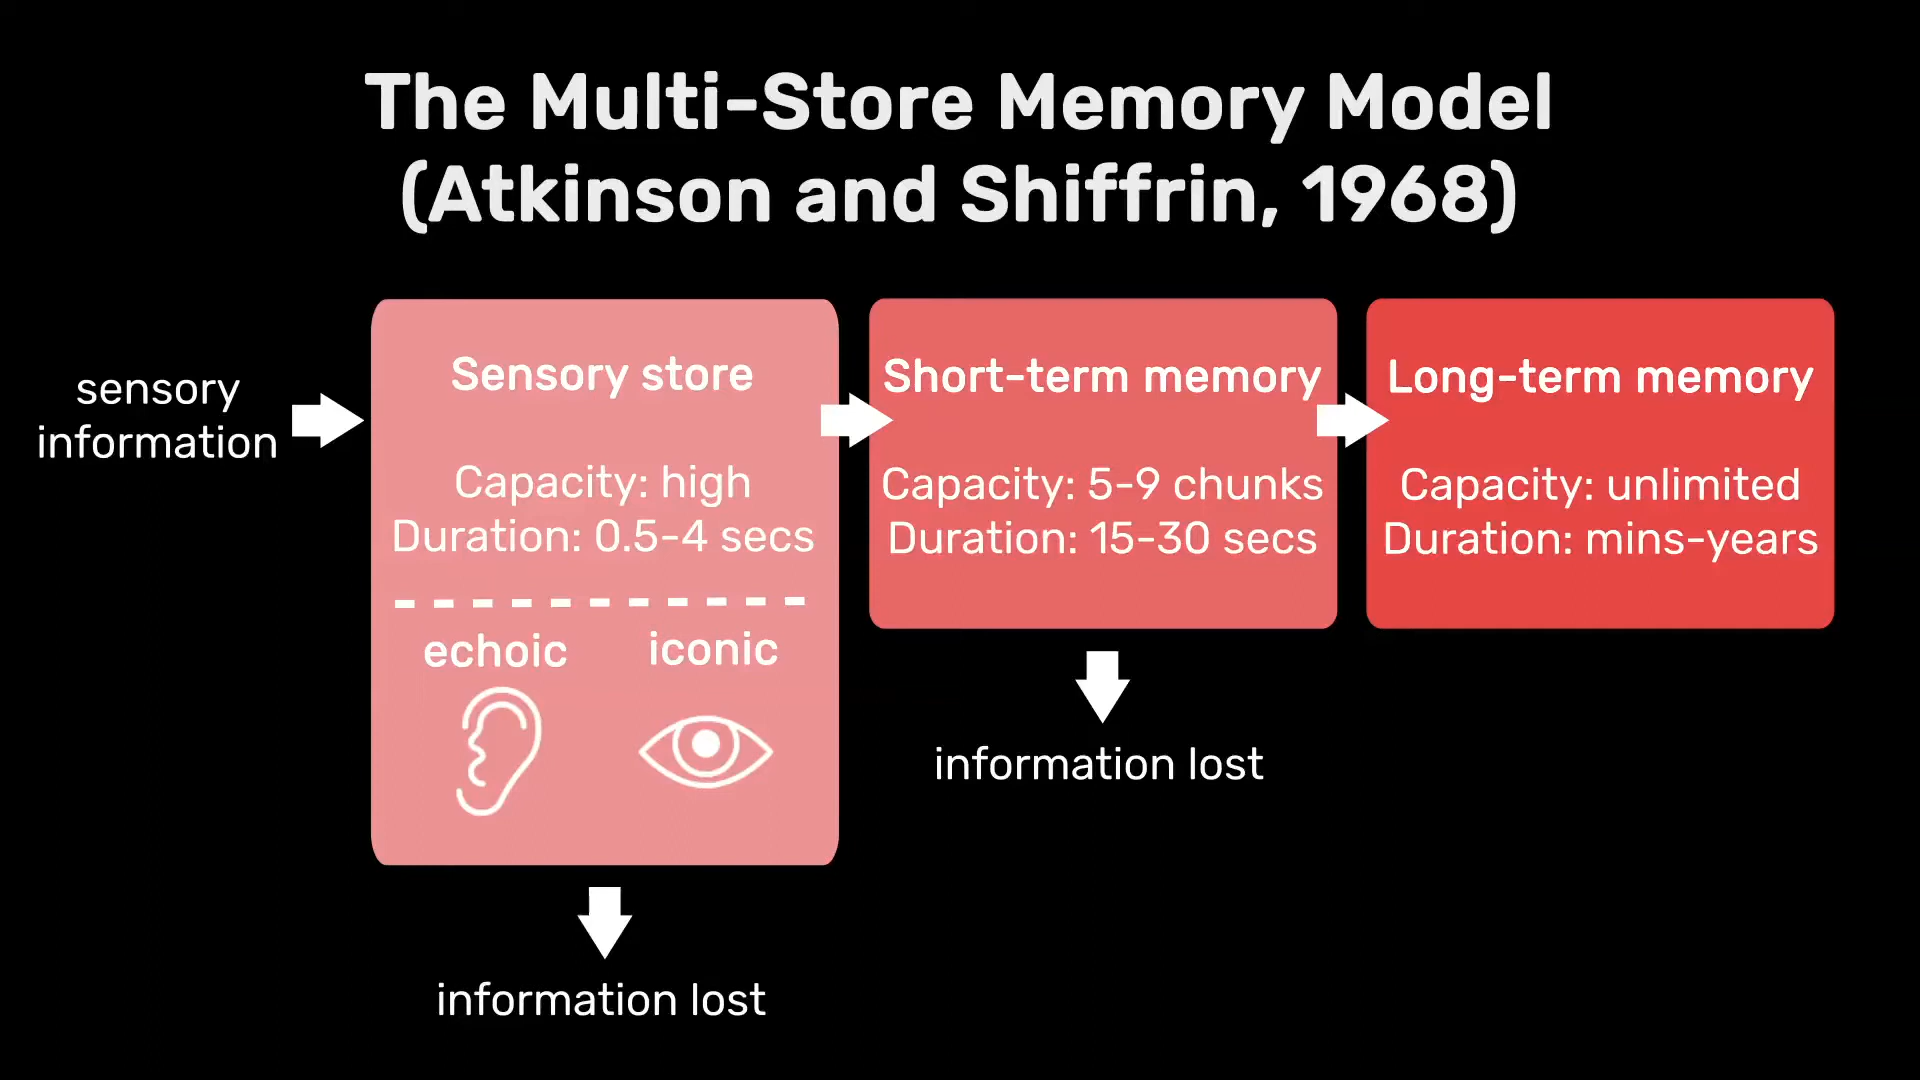 The Multi-Store Memory Model
(Atkinson and Shiffrin, 1968)
sensory
information
Sensory store
Capacity: high
Duration: 0.5-4 secs
echoic
iconic
information lost
Short-term memory
Capacity: 5-9 chunks
Duration: 15-30 secs
information lost
Long-term memory
Capacity: unlimited
Duration: mins-years